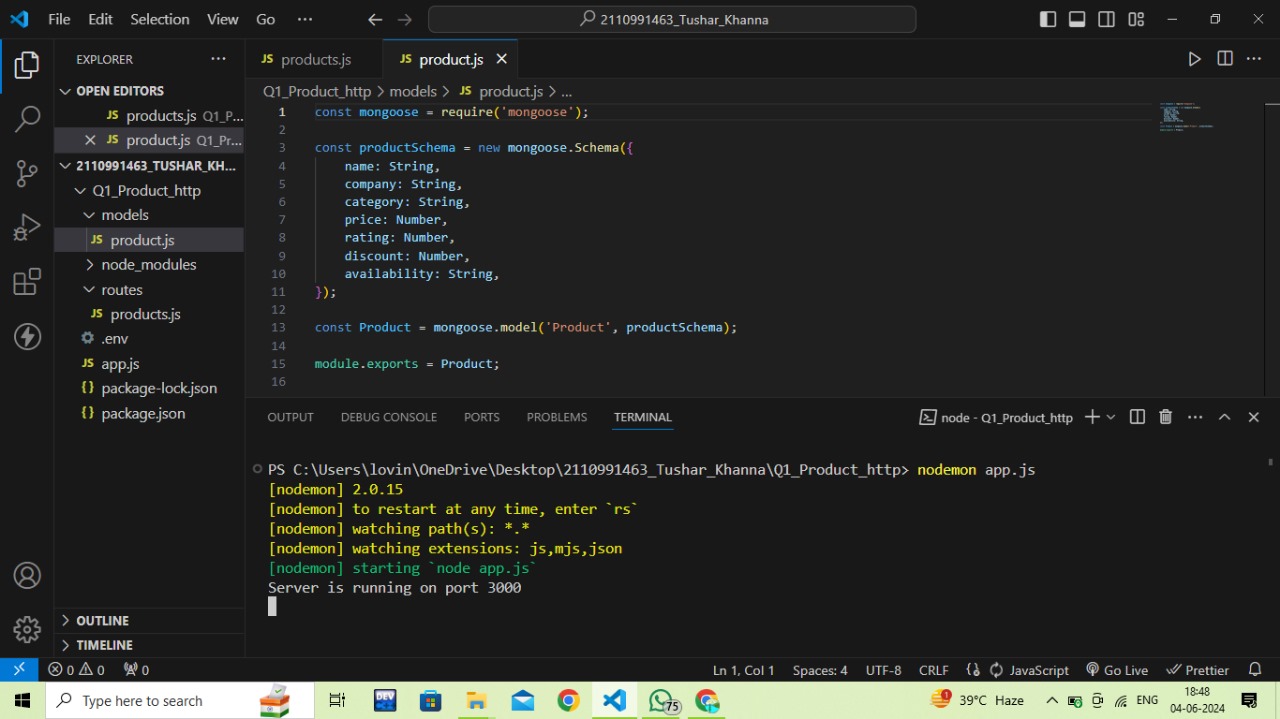 File Edit Selection View Go ··· 2110991463_Tushar_Khanna
EXPLORER
OPEN EDITORS
JS products.js Q1_P...
JS product.js Q1_Pr...
2110991463_TUSHAR_KH...
Q1_Product_http
models
JS product.js
node_modules
routes
JS products.js
.env
JS app.js
{} package-lock.json
{} package.json
OUTLINE
TIMELINE
JS products.js JS product.js
Q1_Product_http > models > JS product.js > ...
1 const mongoose = require('mongoose');
2
3 const productSchema = new mongoose.Schema({
4 name: String,
5 company: String,
6 category: String,
7 price: Number,
8 rating: Number,
9 discount: Number,
10 availability: String,
11 });
12
13 const Product = mongoose.model('Product', productSchema);
14
15 module.exports = Product;
16
OUTPUT DEBUG CONSOLE PORTS PROBLEMS TERMINAL node - Q1_Product_http
PS C:\Users\lovin\OneDrive\Desktop\2110991463_Tushar_Khanna\Q1_Product_http> nodemon app.js
[nodemon] 2.0.15
[nodemon] to restart at any time, enter `rs`
[nodemon] watching path(s): *.*
[nodemon] watching extensions: js,mjs,json
[nodemon] starting `node app.js`
Server is running on port 3000
0 0 0 Ln 1, Col 1 Spaces: 4 UTF-8 CRLF JavaScript Go Live Prettier
Type here to search DEV 75 1 39°C Haze ENG 18:48
04-06-2024